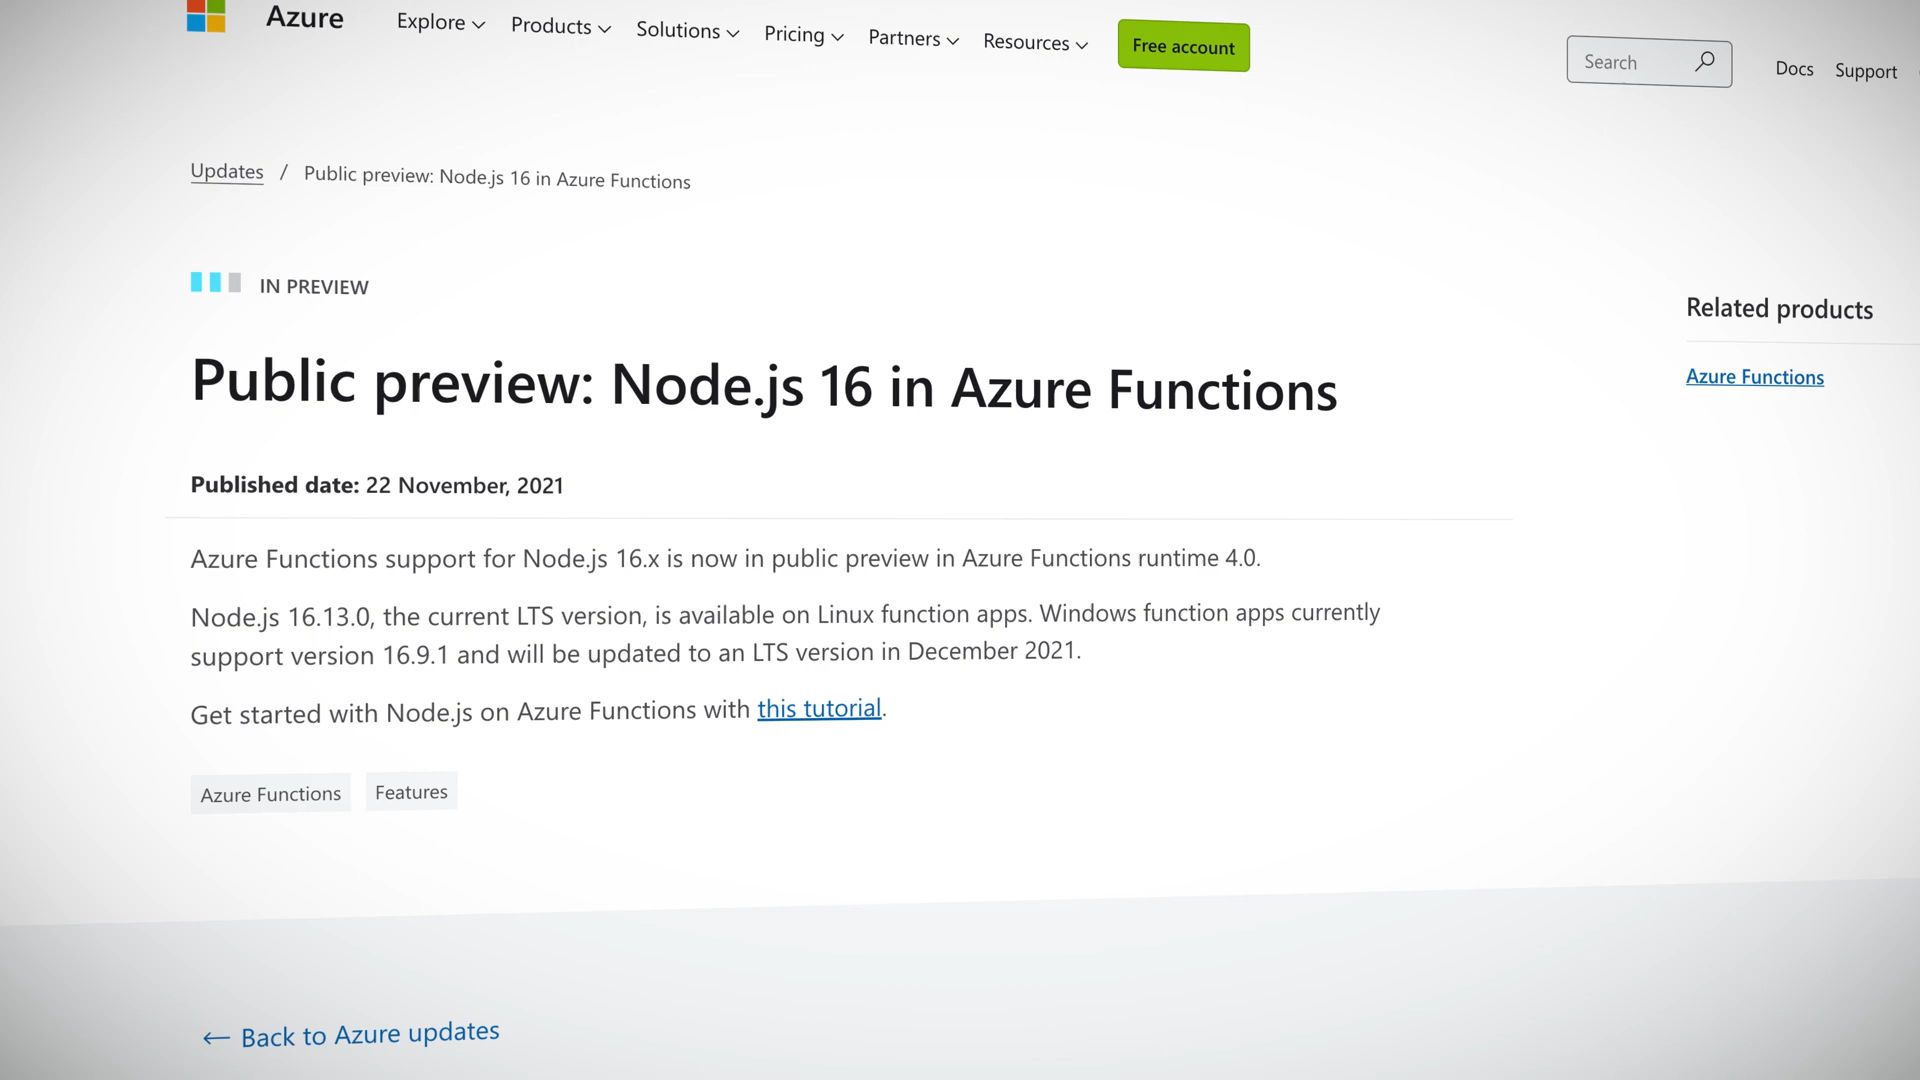 Azure
Explore
Products
Solutions
Pricing
Partners
Resources
Free account
Search
Docs
Support
Updates / Public preview: Node.js 16 in Azure Functions
IN PREVIEW
Public preview: Node.js 16 in Azure Functions
Published date: 22 November, 2021
Azure Functions support for Node.js 16.x is now in public preview in Azure Functions runtime 4.0.
Node.js 16.13.0, the current LTS version, is available on Linux function apps. Windows function apps currently
support version 16.9.1 and will be updated to an LTS version in December 2021.
Get started with Node.js on Azure Functions with this tutorial.
Azure Functions
Features
Related products
Azure Functions
← Back to Azure updates